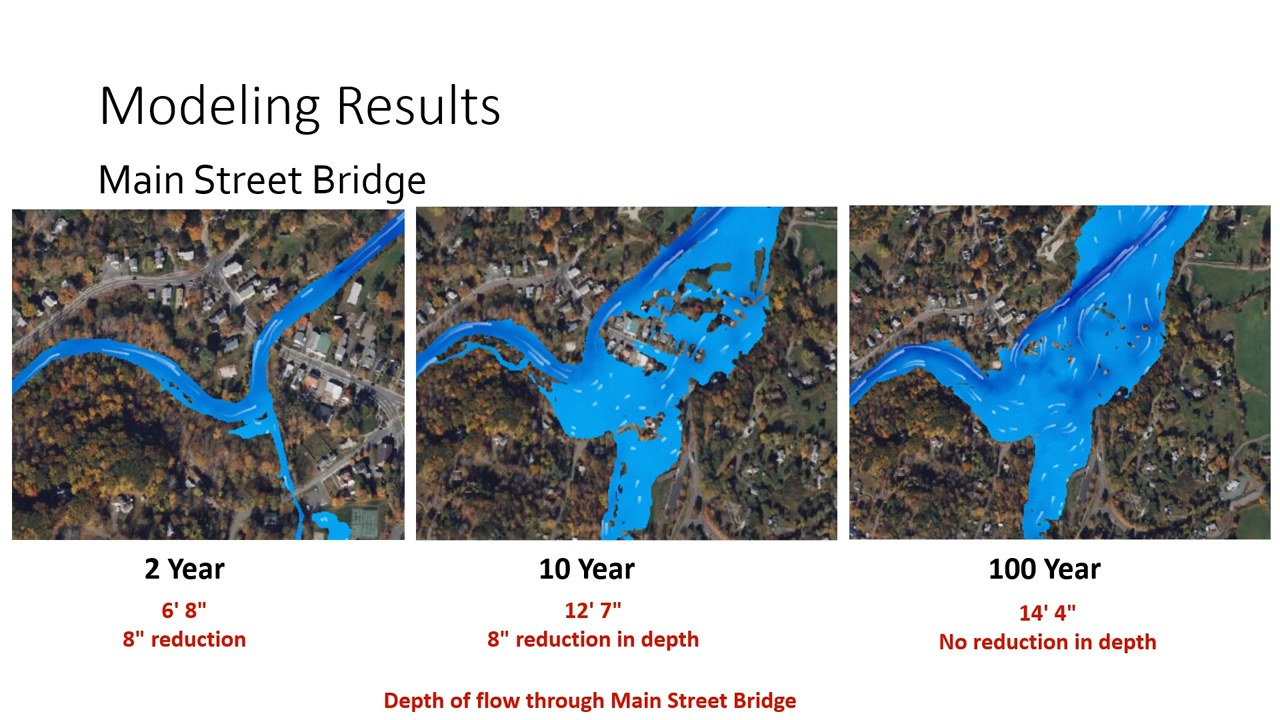 Modeling Results
Main Street Bridge
2 Year
6' 8"
8" reduction
10 Year
12' 7"
8" reduction in depth
100 Year
14' 4"
No reduction in depth
Depth of flow through Main Street Bridge